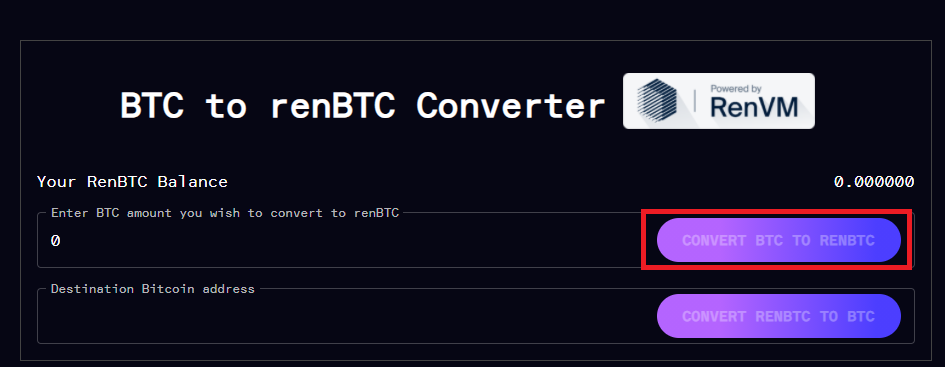 BTC to renBTC Converter
Powered by
RenVM
Your RenBTC Balance 0.000000
Enter BTC amount you wish to convert to renBTC
0 CONVERT BTC TO RENBTC
Destination Bitcoin address
CONVERT RENBTC TO BTC